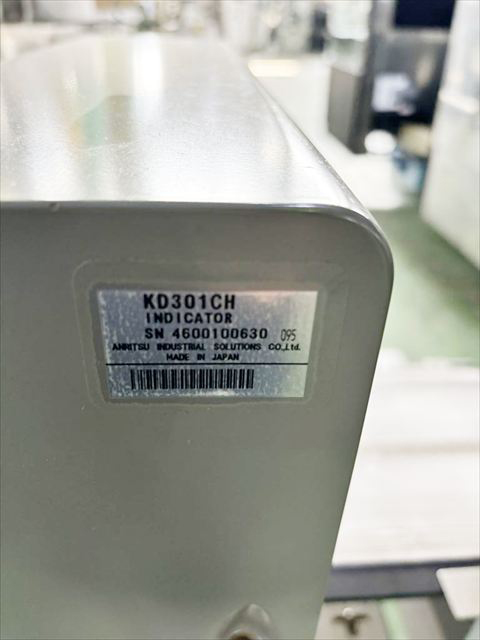 KD301CH
INDICATOR
SN 4600100630 095
ANRITSU INDUSTRIAL SOLUTIONS CO.,Ltd.
MADE IN JAPAN